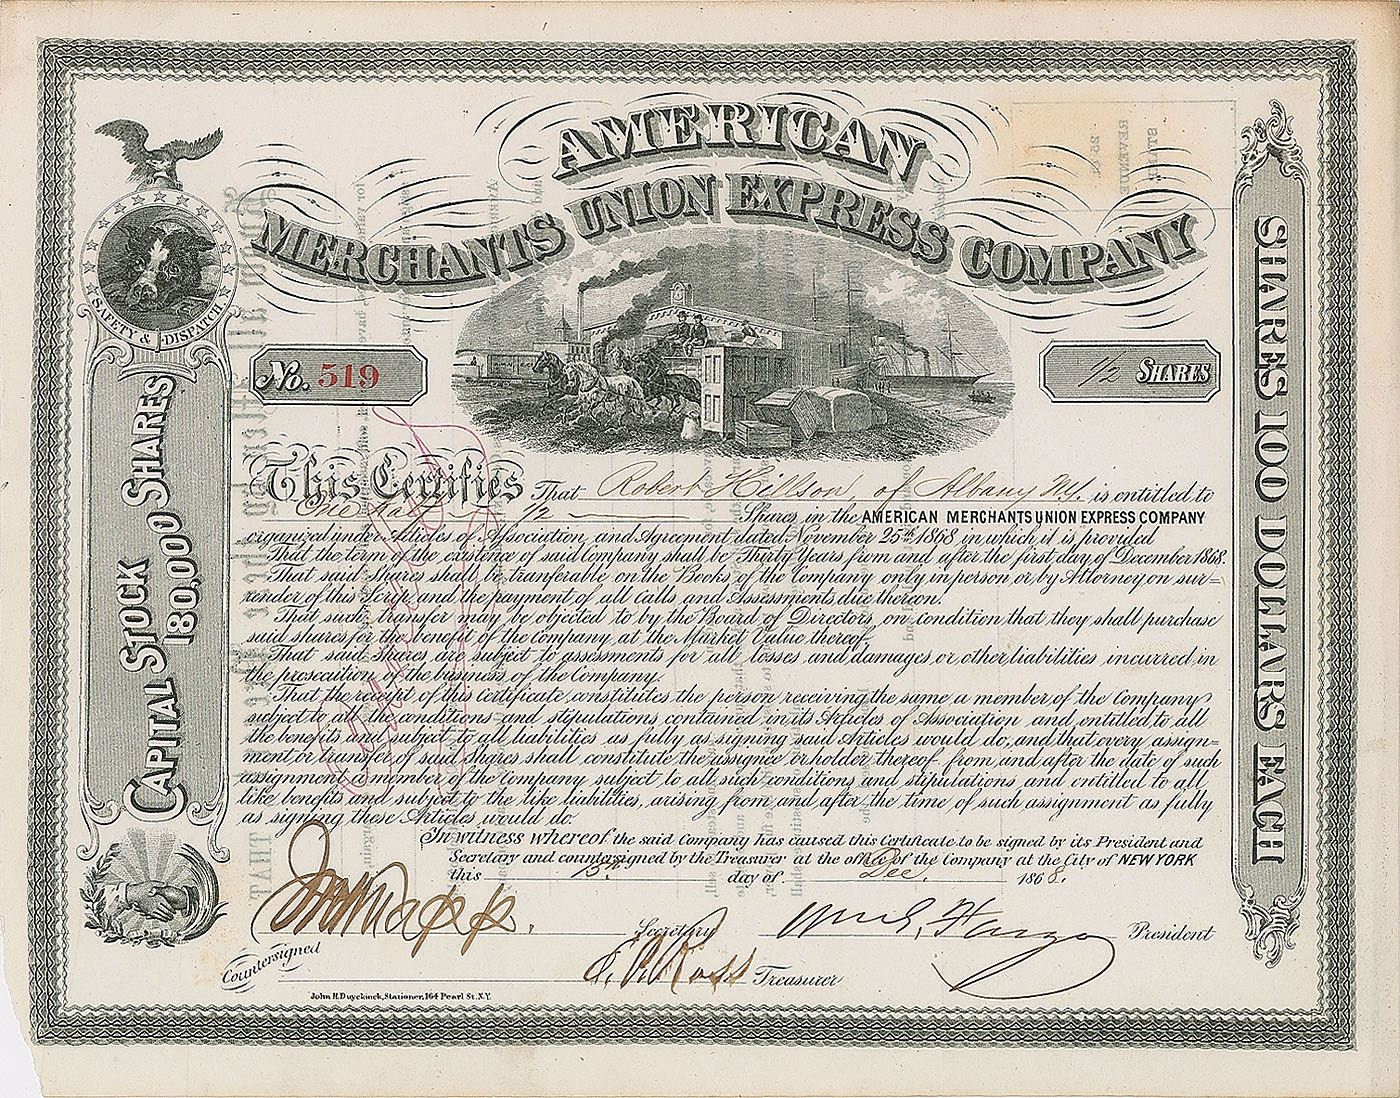 AMERICAN
MERCHANTS UNION EXPRESS COMPANY
SAFETY & DISPATCH
No. 519
1/2 SHARES
CAPITAL STOCK
180,000 SHARES
SHARES 100 DOLLARS EACH
This Certifies That Robert Hillson, of Albany N.Y. is entitled to
One half 1/2 Shares in the AMERICAN MERCHANTS UNION EXPRESS COMPANY
organized under Articles of Association and Agreement dated November 25th 1868 in which it is provided
That the term of the existence of said Company shall be Thirty Years from and after the first day of December 1868.
That said Shares shall be tranferable on the Books of the Company only in person or by Attorney on sur=
render of this Scrip and the payment of all Calls and Assessments due thereon.
That such transfer may be objected to by the Board of Directors, on condition that they shall purchase
said shares for the benefit of the Company at the Market Value thereof.
That said Shares are subject to assessments for all losses and damages or other liabilities incurred in
the prosecution of the business of the Company.
That the receipt of this Certificate constitutes the person receiving the same a member of the Company
subject to all the conditions and stipulations contained in its Articles of Association and entitled to all
the benefits and subject to all liabilities as fully as signing said Articles would do, and that every assign-
ment or transfer of said Shares shall constitute the assignee or holder thereof from and after the date of such
assignment a member of the Company subject to all such conditions and stipulations and entitled to all
like benefits and subject to the like liabilities, arising from and after the time of such assignment as fully
as signing these Articles would do.
In witness whereof the said Company has caused this Certificate to be signed by its President and
Secretary and countersigned by the Treasurer at the office of the Company at the City of NEW YORK
this 15th day of Dec. 1868.
Jno N Knapp. Secretary Wm G. Fargo President
Countersigned E. P. Ross Treasurer
John H. Duyckinck, Stationer, 164 Pearl St. N.Y.